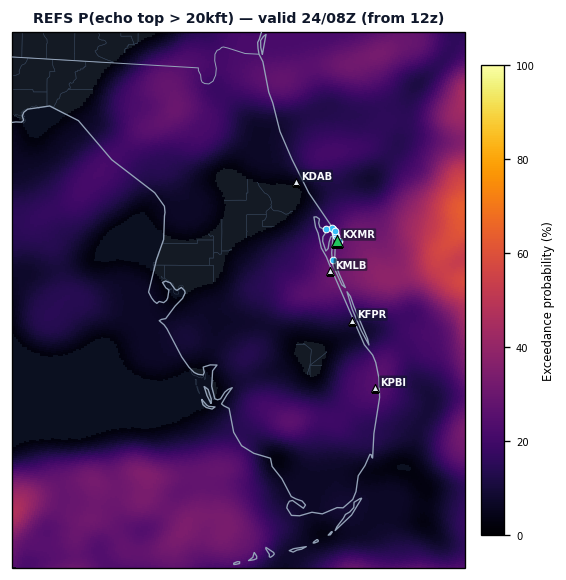 REFS P(echo top > 20kft) — valid 24/08Z (from 12z)
KDAB
KXMR
KMLB
KFPR
KPBI
100
80
60
40
20
0
Exceedance probability (%)